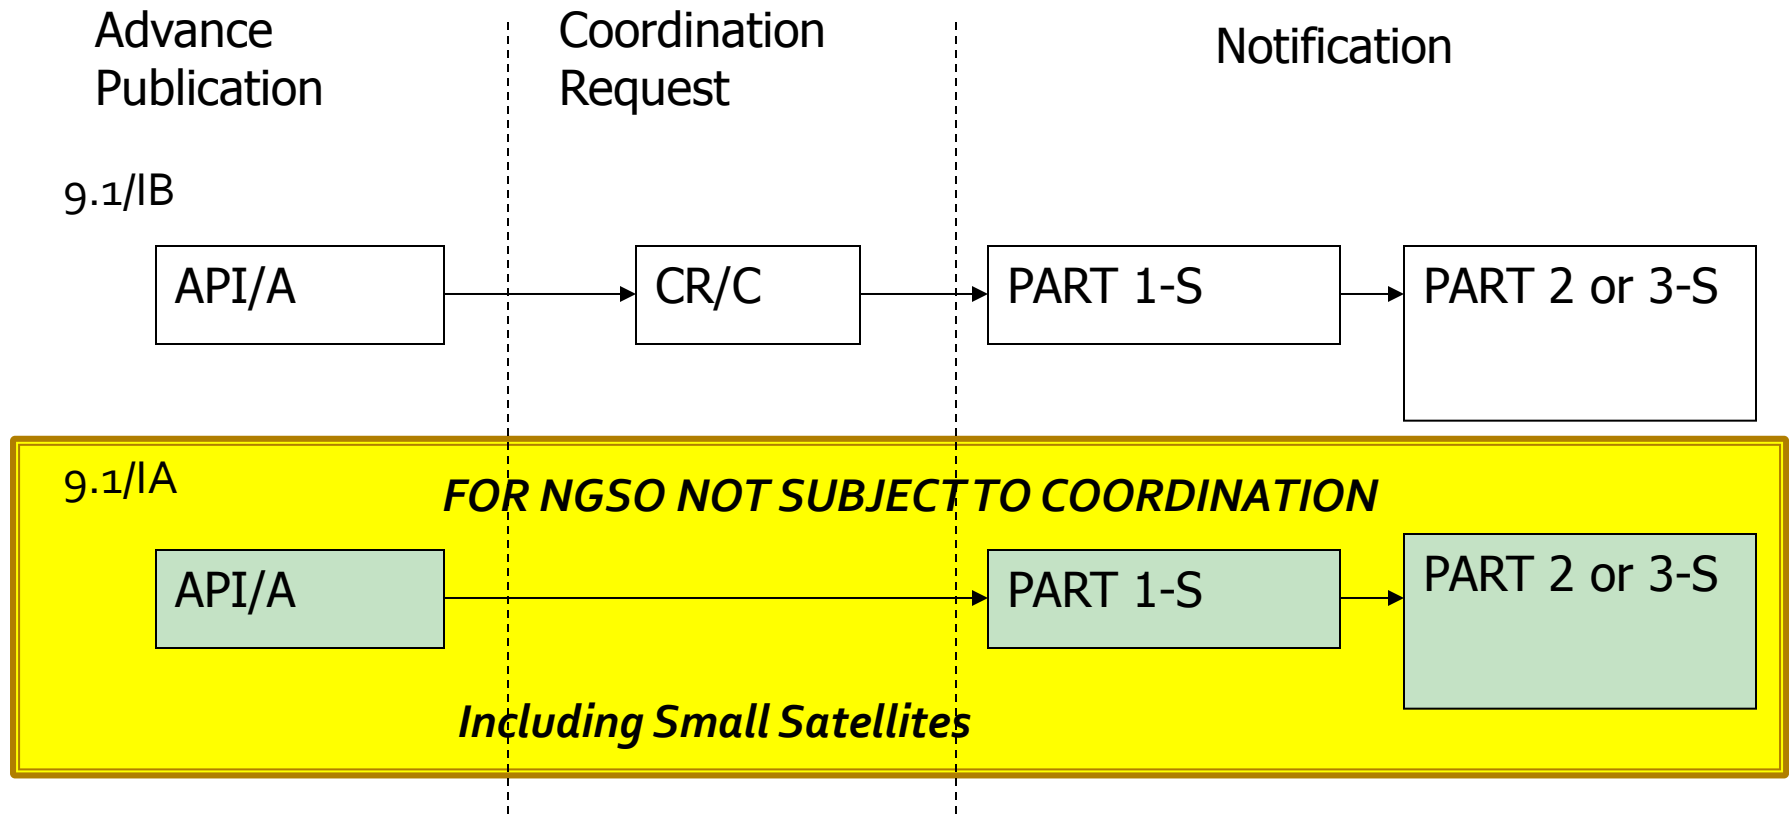 Advance
Publication
Coordination
Request
Notification
9.1/IB
API/A
CR/C
PART 1-S
PART 2 or 3-S
9.1/IA
FOR NGSO NOT SUBJECT TO COORDINATION
API/A
PART 1-S
PART 2 or 3-S
Including Small Satellites